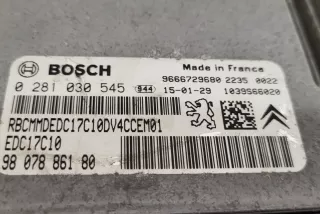 Made in France
BOSCH
9666729680 2235 0022
0 281 030 545 944 15-01-29 1039S66020
RBCMMDEDC17C10DV4CCEM01
EDC17C10
98 078 861 80